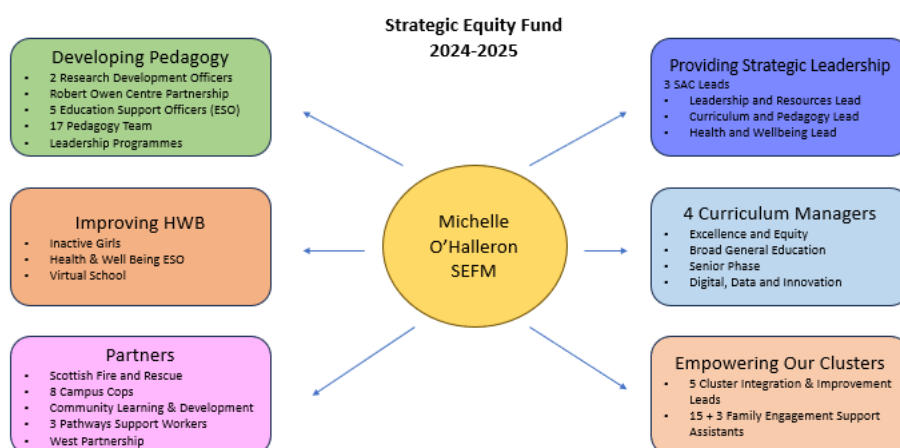 Strategic Equity Fund
2024-2025
Developing Pedagogy
• 2 Research Development Officers
• Robert Owen Centre Partnership
• 5 Education Support Officers (ESO)
• 17 Pedagogy Team
• Leadership Programmes
Providing Strategic Leadership
3 SAC Leads
• Leadership and Resources Lead
• Curriculum and Pedagogy Lead
• Health and Wellbeing Lead
Improving HWB
• Inactive Girls
• Health & Well Being ESO
• Virtual School
Michelle
O'Halleron
SEFM
4 Curriculum Managers
• Excellence and Equity
• Broad General Education
• Senior Phase
• Digital, Data and Innovation
Partners
• Scottish Fire and Rescue
• 8 Campus Cops
• Community Learning & Development
• 3 Pathways Support Workers
• West Partnership
Empowering Our Clusters
• 5 Cluster Integration & Improvement
Leads
• 15 + 3 Family Engagement Support
Assistants